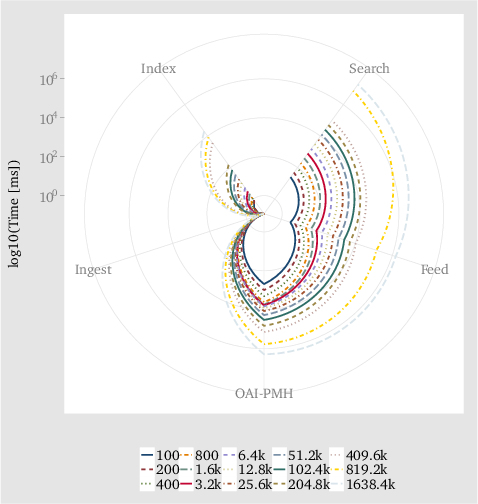 Index
Search
10^6
10^4
10^2
10^0
log10(Time [ms])
Ingest
Feed
OAI-PMH
100 800 6.4k 51.2k 409.6k
200 1.6k 12.8k 102.4k 819.2k
400 3.2k 25.6k 204.8k 1638.4k